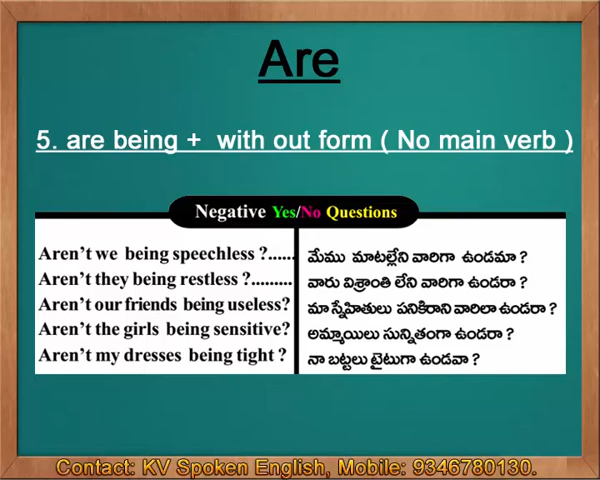 Are
5. are being + with out form ( No main verb )
Negative Yes/No Questions
Aren't we being speechless ?...... మేము మాటల్లేని వారిగా ఉండమా ?
Aren't they being restless ?......... వారు విశ్రాంతి లేని వారిగా ఉండరా ?
Aren't our friends being useless? మా స్నేహితులు పనికిరాని వారిలా ఉండరా ?
Aren't the girls being sensitive? అమ్మాయిలు సున్నితంగా ఉండరా ?
Aren't my dresses being tight ? నా బట్టలు టైటుగా ఉండవా ?
Contact: KV Spoken English, Mobile: 9346780130.